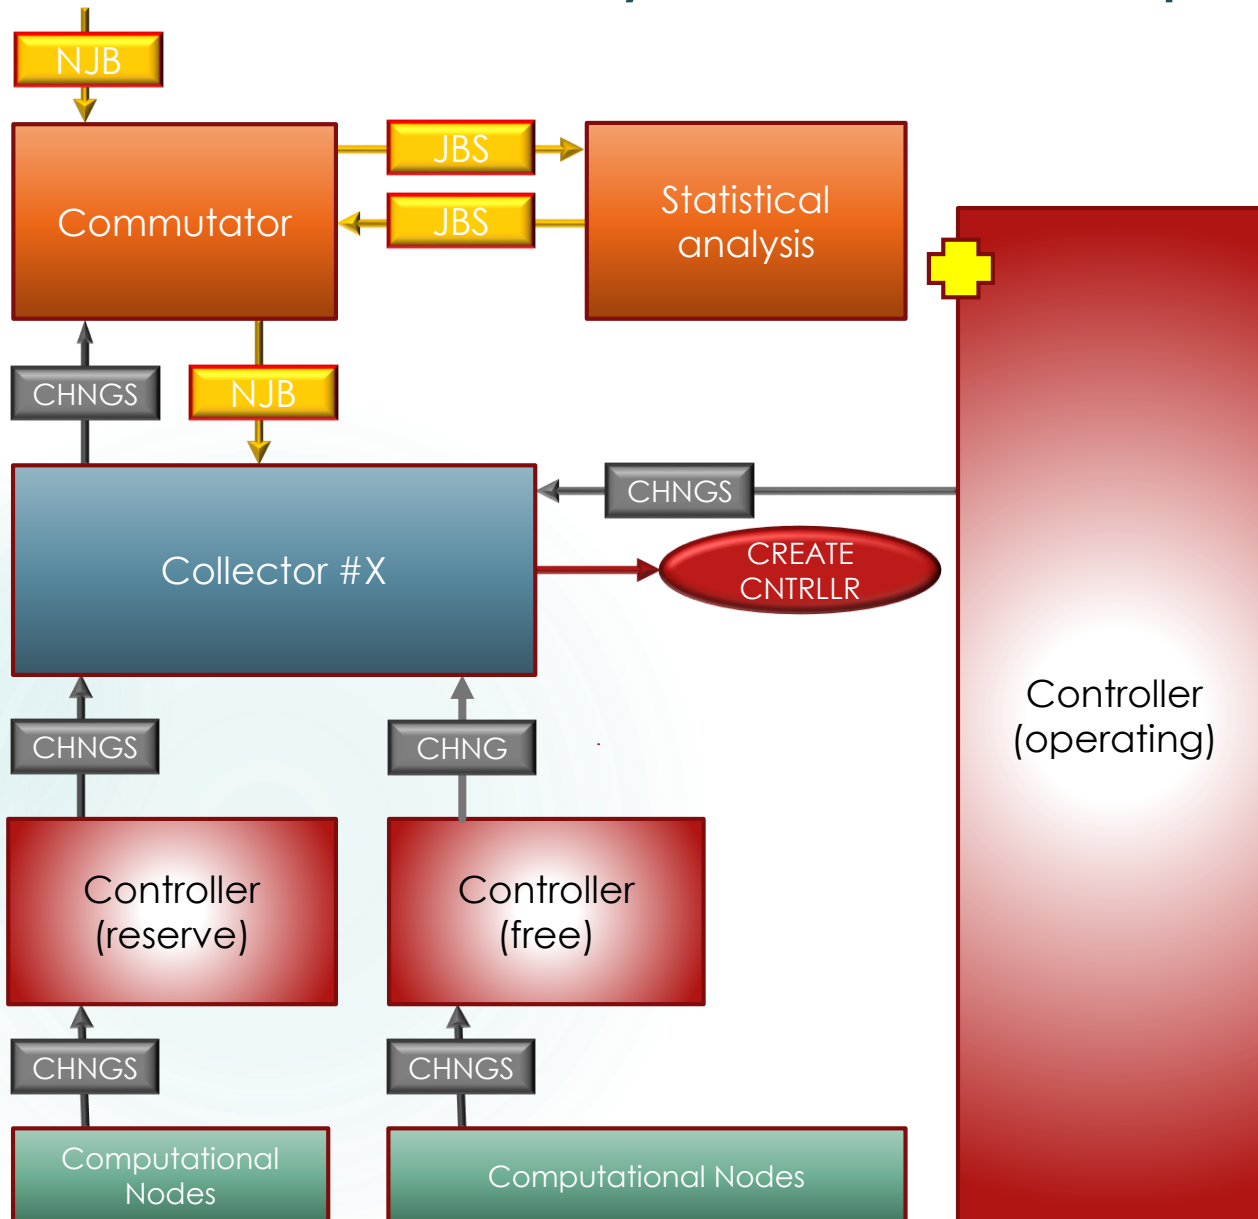 NJB
Commutator
JBS
JBS
Statistical
analysis
CHNGS
NJB
Collector #X
CHNGS
CREATE
CNTRLLR
CHNGS
CHNG
Controller
(reserve)
Controller
(free)
Controller
(operating)
CHNGS
CHNGS
Computational
Nodes
Computational Nodes